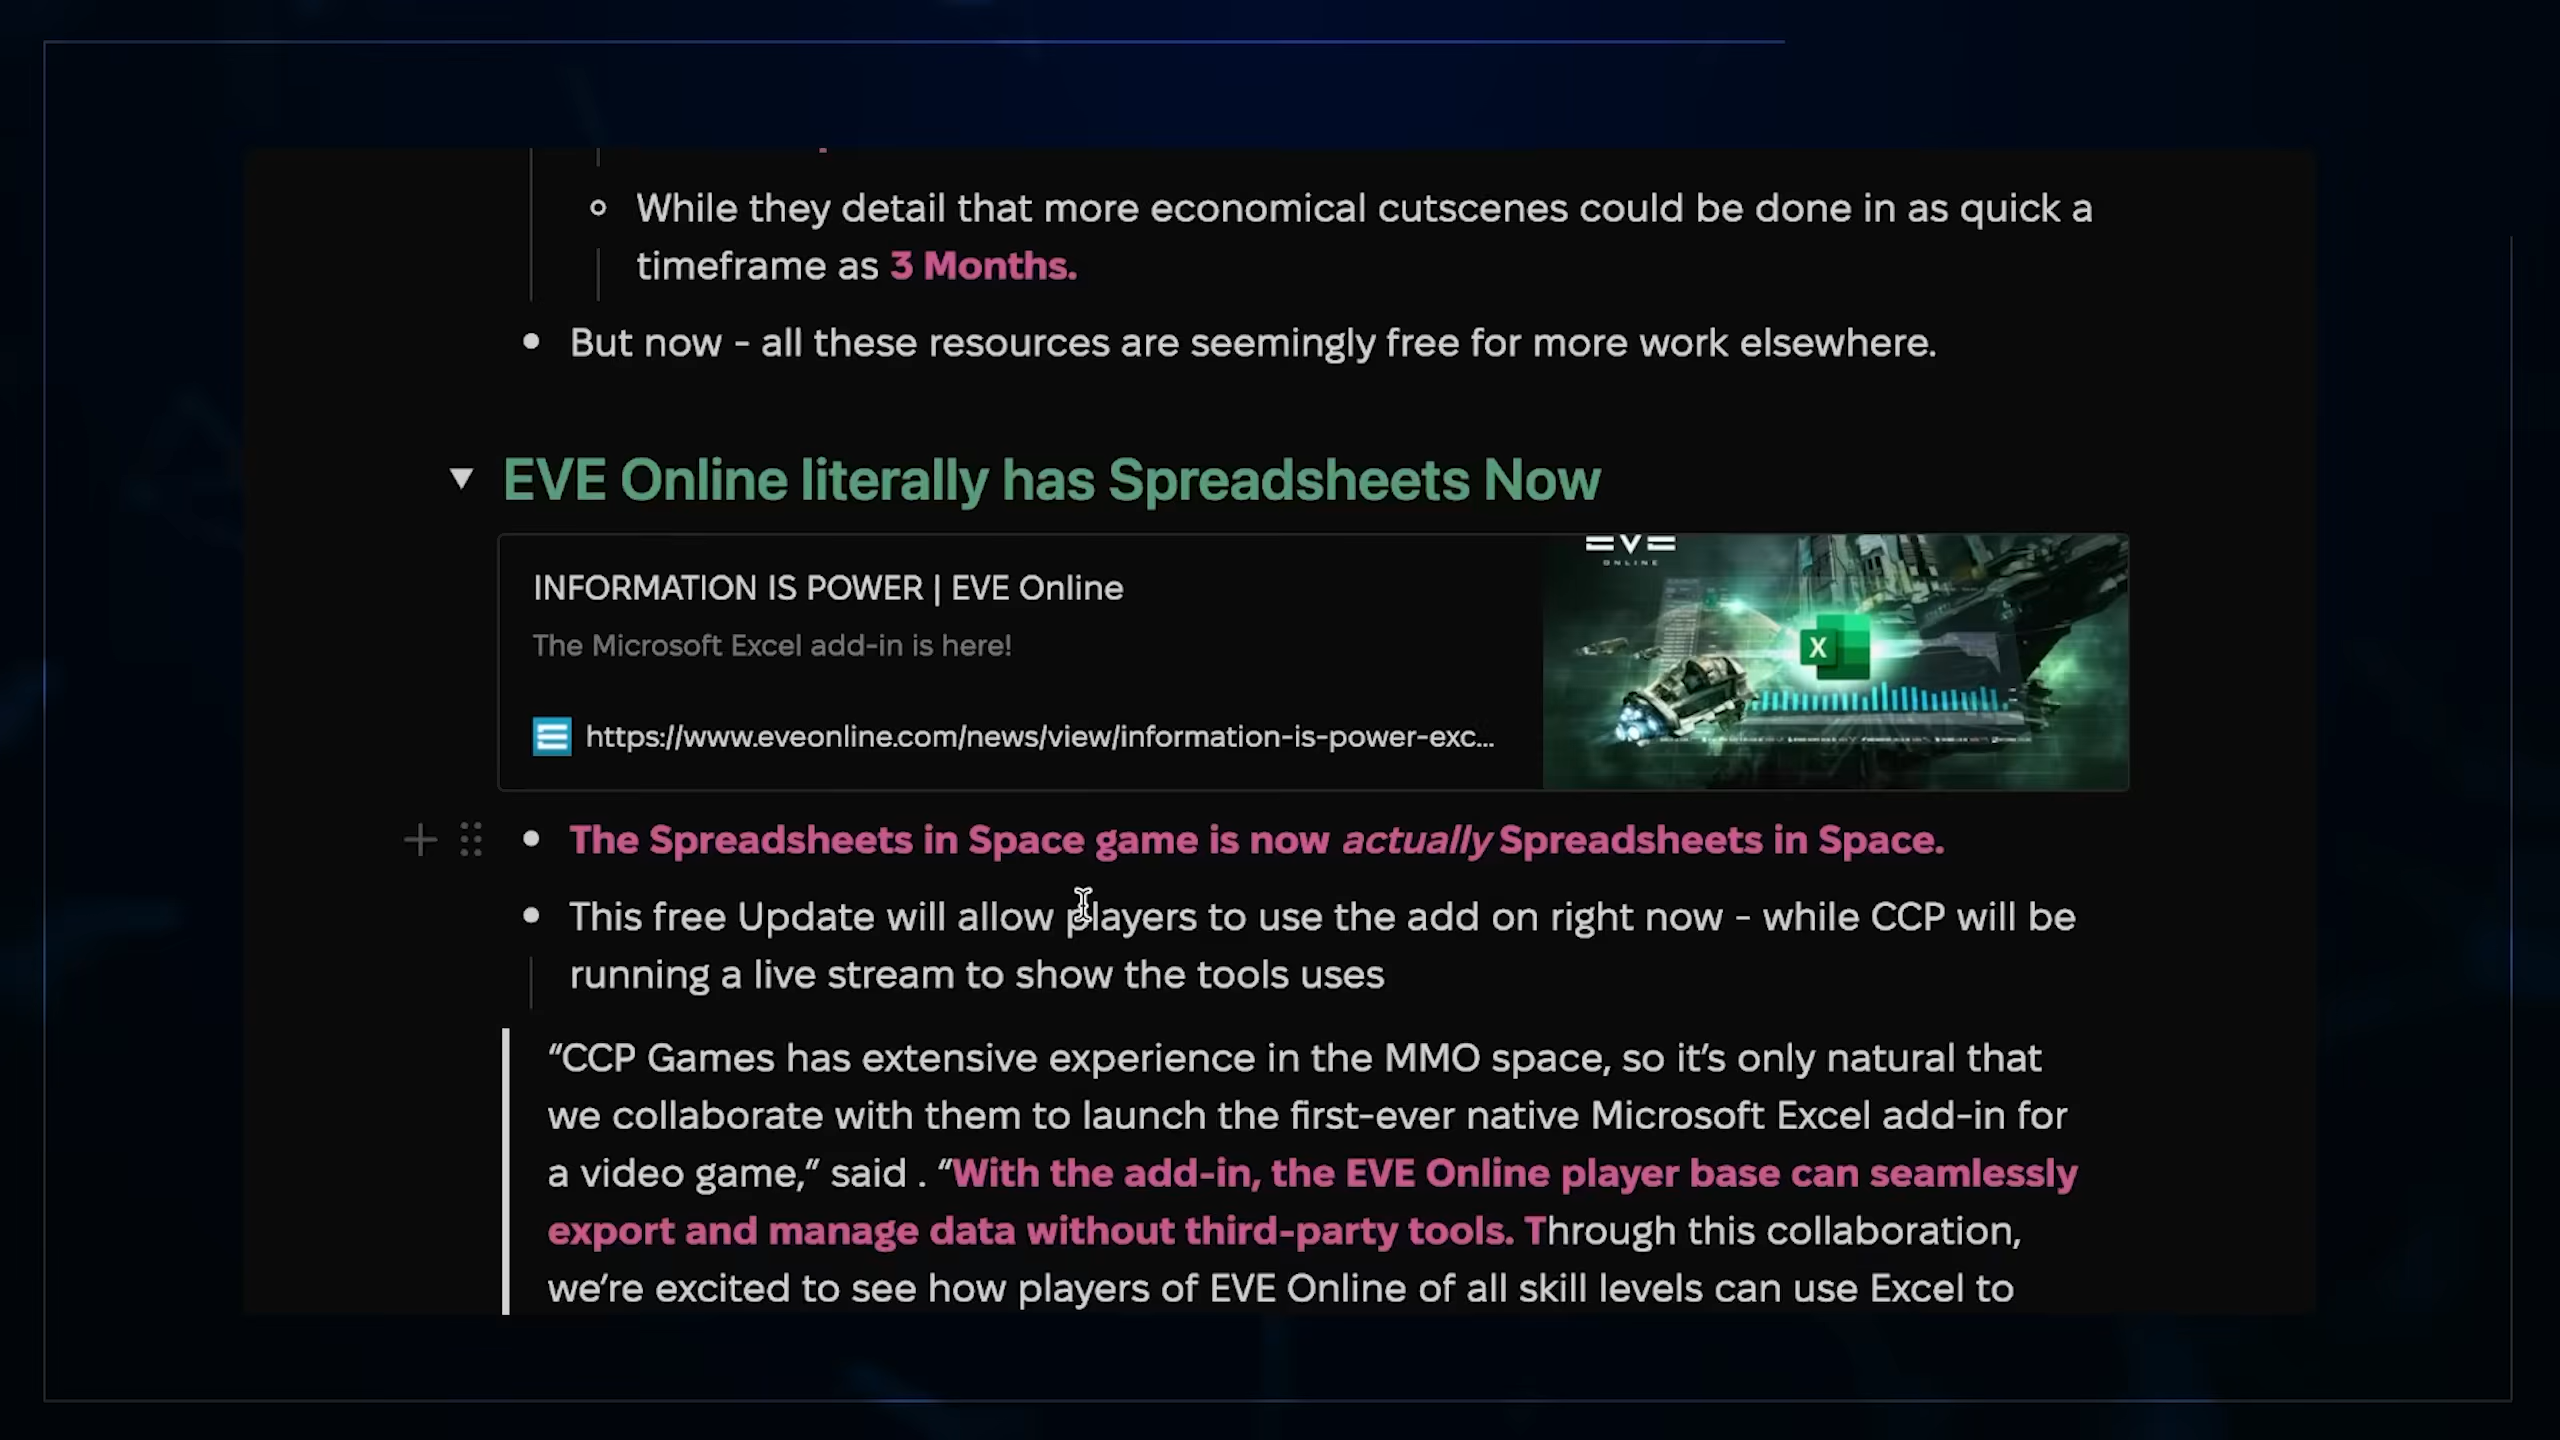 While they detail that more economical cutscenes could be done in as quick a
timeframe as 3 Months.
But now - all these resources are seemingly free for more work elsewhere.
EVE Online literally has Spreadsheets Now
INFORMATION IS POWER | EVE Online
The Microsoft Excel add-in is here!
https://www.eveonline.com/news/view/information-is-power-exc...
EVE
ONLINE
X
The Spreadsheets in Space game is now actually Spreadsheets in Space.
This free Update will allow players to use the add on right now - while CCP will be
running a live stream to show the tools uses
“CCP Games has extensive experience in the MMO space, so it’s only natural that
we collaborate with them to launch the first-ever native Microsoft Excel add-in for
a video game,” said . “With the add-in, the EVE Online player base can seamlessly
export and manage data without third-party tools. Through this collaboration,
we’re excited to see how players of EVE Online of all skill levels can use Excel to